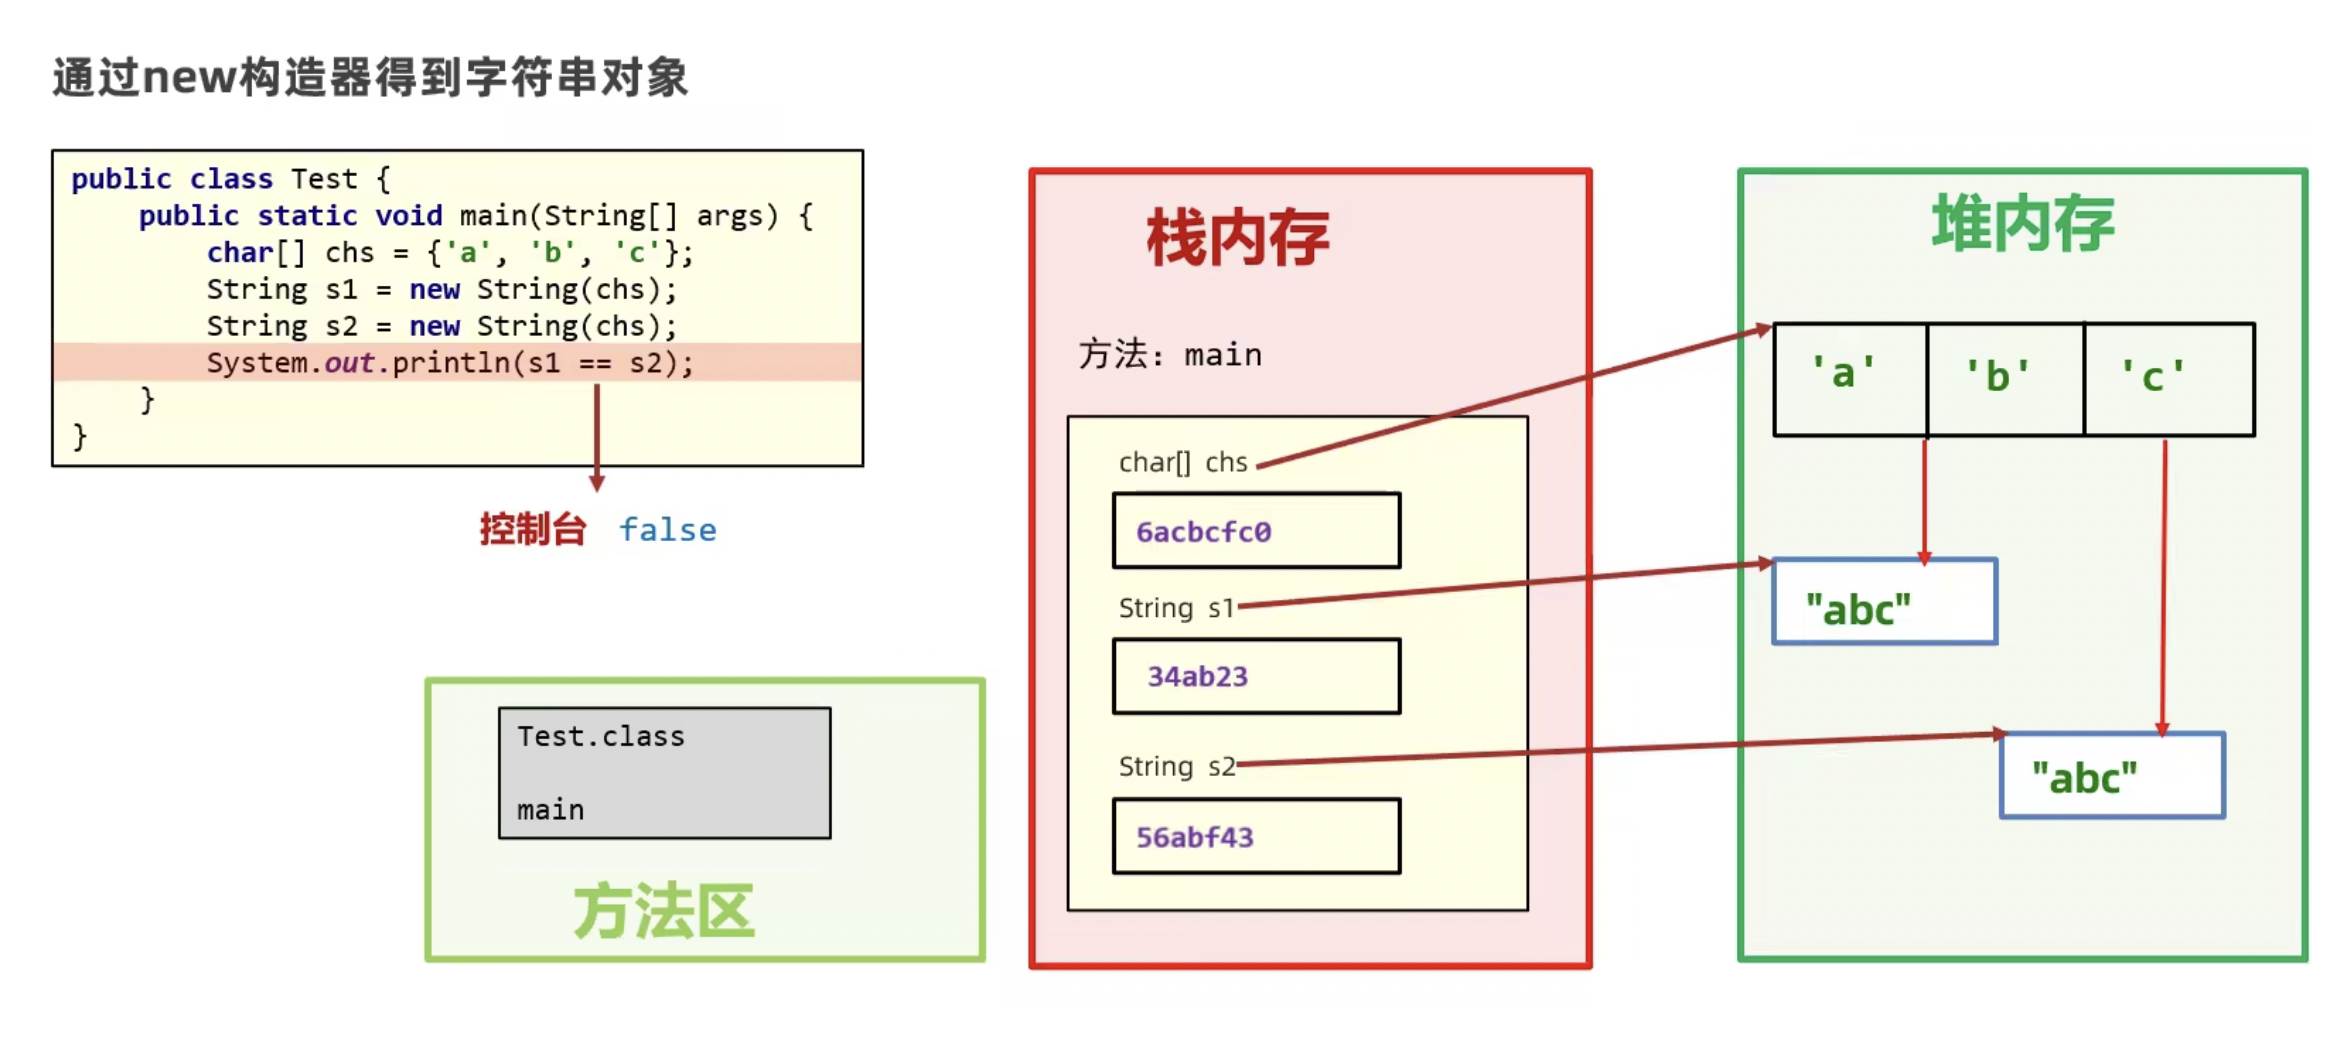 通过new构造器得到字符串对象
public class Test {
    public static void main(String[] args) {
        char[] chs = {'a', 'b', 'c'};
        String s1 = new String(chs);
        String s2 = new String(chs);
        System.out.println(s1 == s2);
    }
}
控制台 false
Test.class
main
方法区
栈内存
方法：main
char[] chs
6acbcfc0
String s1
34ab23
String s2
56abf43
堆内存
'a' 'b' 'c'
"abc"
"abc"